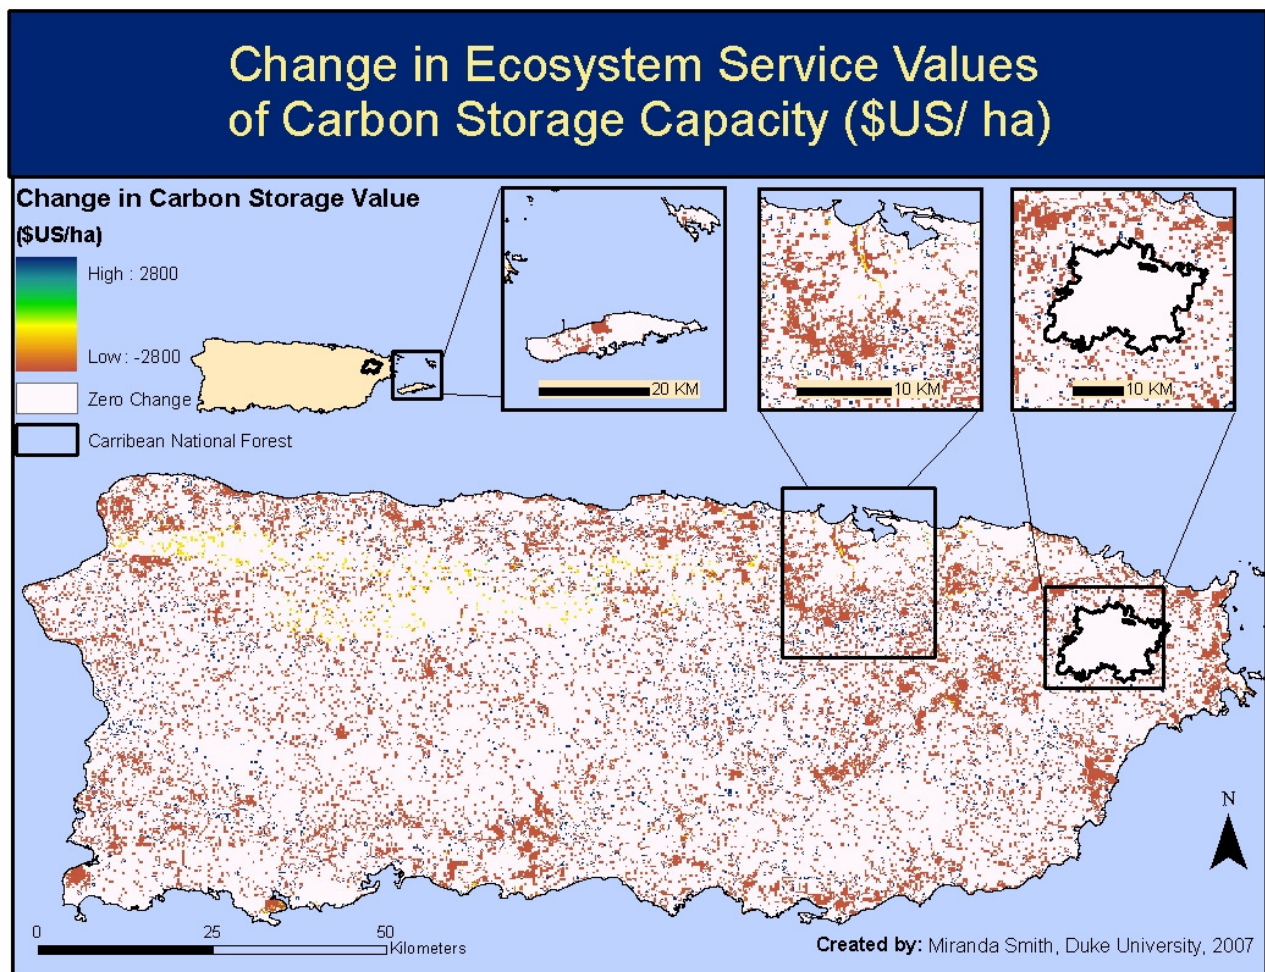 Change in Ecosystem Service Values
of Carbon Storage Capacity ($US/ ha)
Change in Carbon Storage Value
($US/ha)
High : 2800
Low : -2800
Zero Change
Carribean National Forest
20 KM
10 KM
10 KM
N
0 25 50
Kilometers
Created by: Miranda Smith, Duke University, 2007